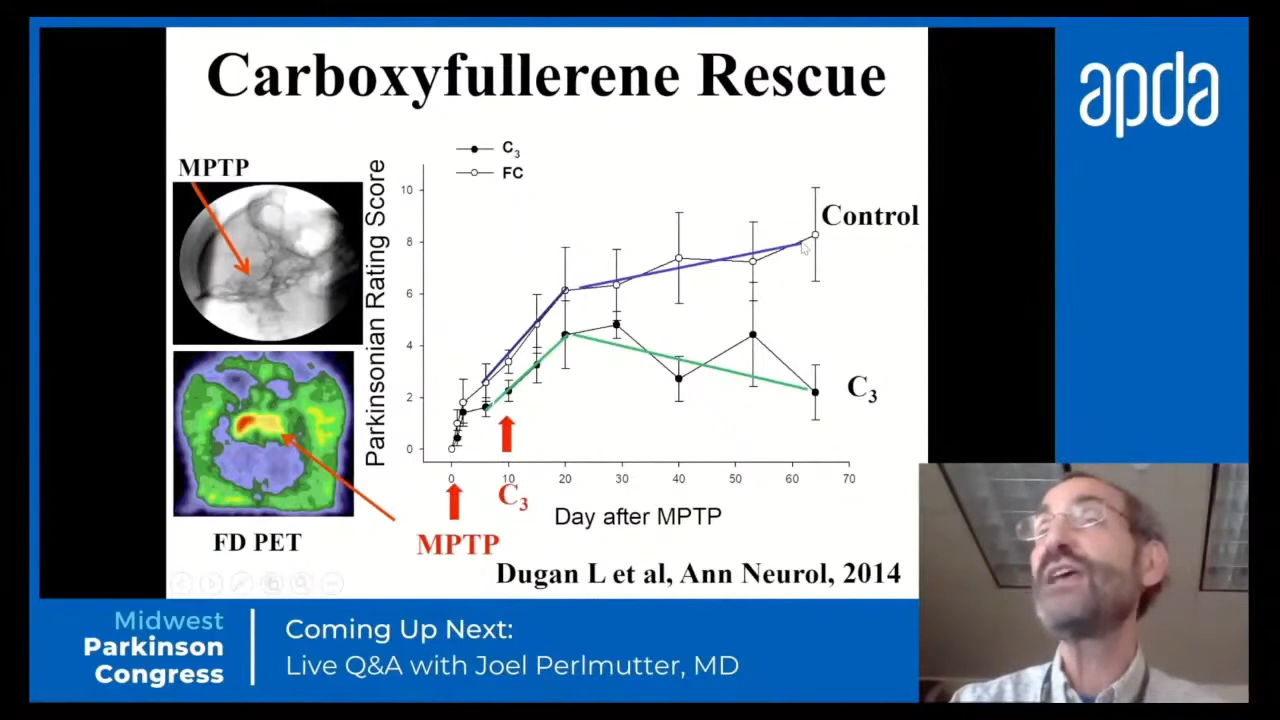 Carboxyfullerene Rescue
apda
MPTP
C3
FC
Parkinsonian Rating Score
10
8
6
4
2
0
Control
C3
0 10 20 30 40 50 60 70
C3
Day after MPTP
FD PET
MPTP
Dugan L et al, Ann Neurol, 2014
Midwest
Parkinson
Congress
Coming Up Next:
Live Q&A with Joel Perlmutter, MD